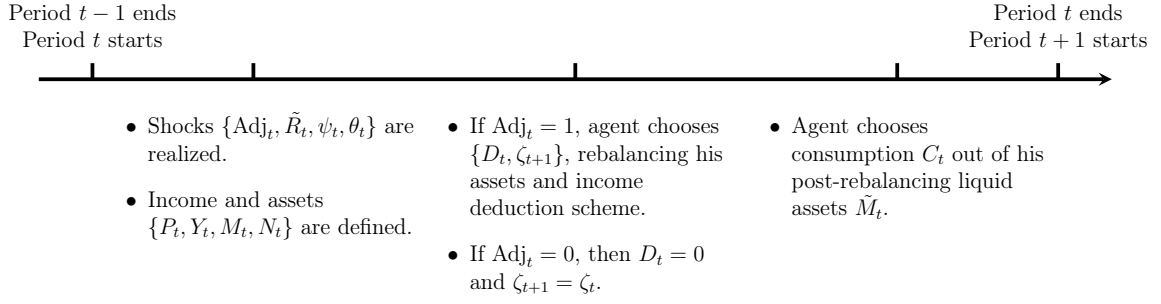 Period t − 1 ends
Period t starts
Period t ends
Period t + 1 starts
• Shocks {Adj_t, R̃_t, ψ_t, θ_t} are
realized.
• Income and assets
{P_t, Y_t, M_t, N_t} are defined.
• If Adj_t = 1, agent chooses
{D_t, ζ_{t+1}}, rebalancing his
assets and income
deduction scheme.
• If Adj_t = 0, then D_t = 0
and ζ_{t+1} = ζ_t.
• Agent chooses
consumption C_t out of his
post-rebalancing liquid
assets M̃_t.